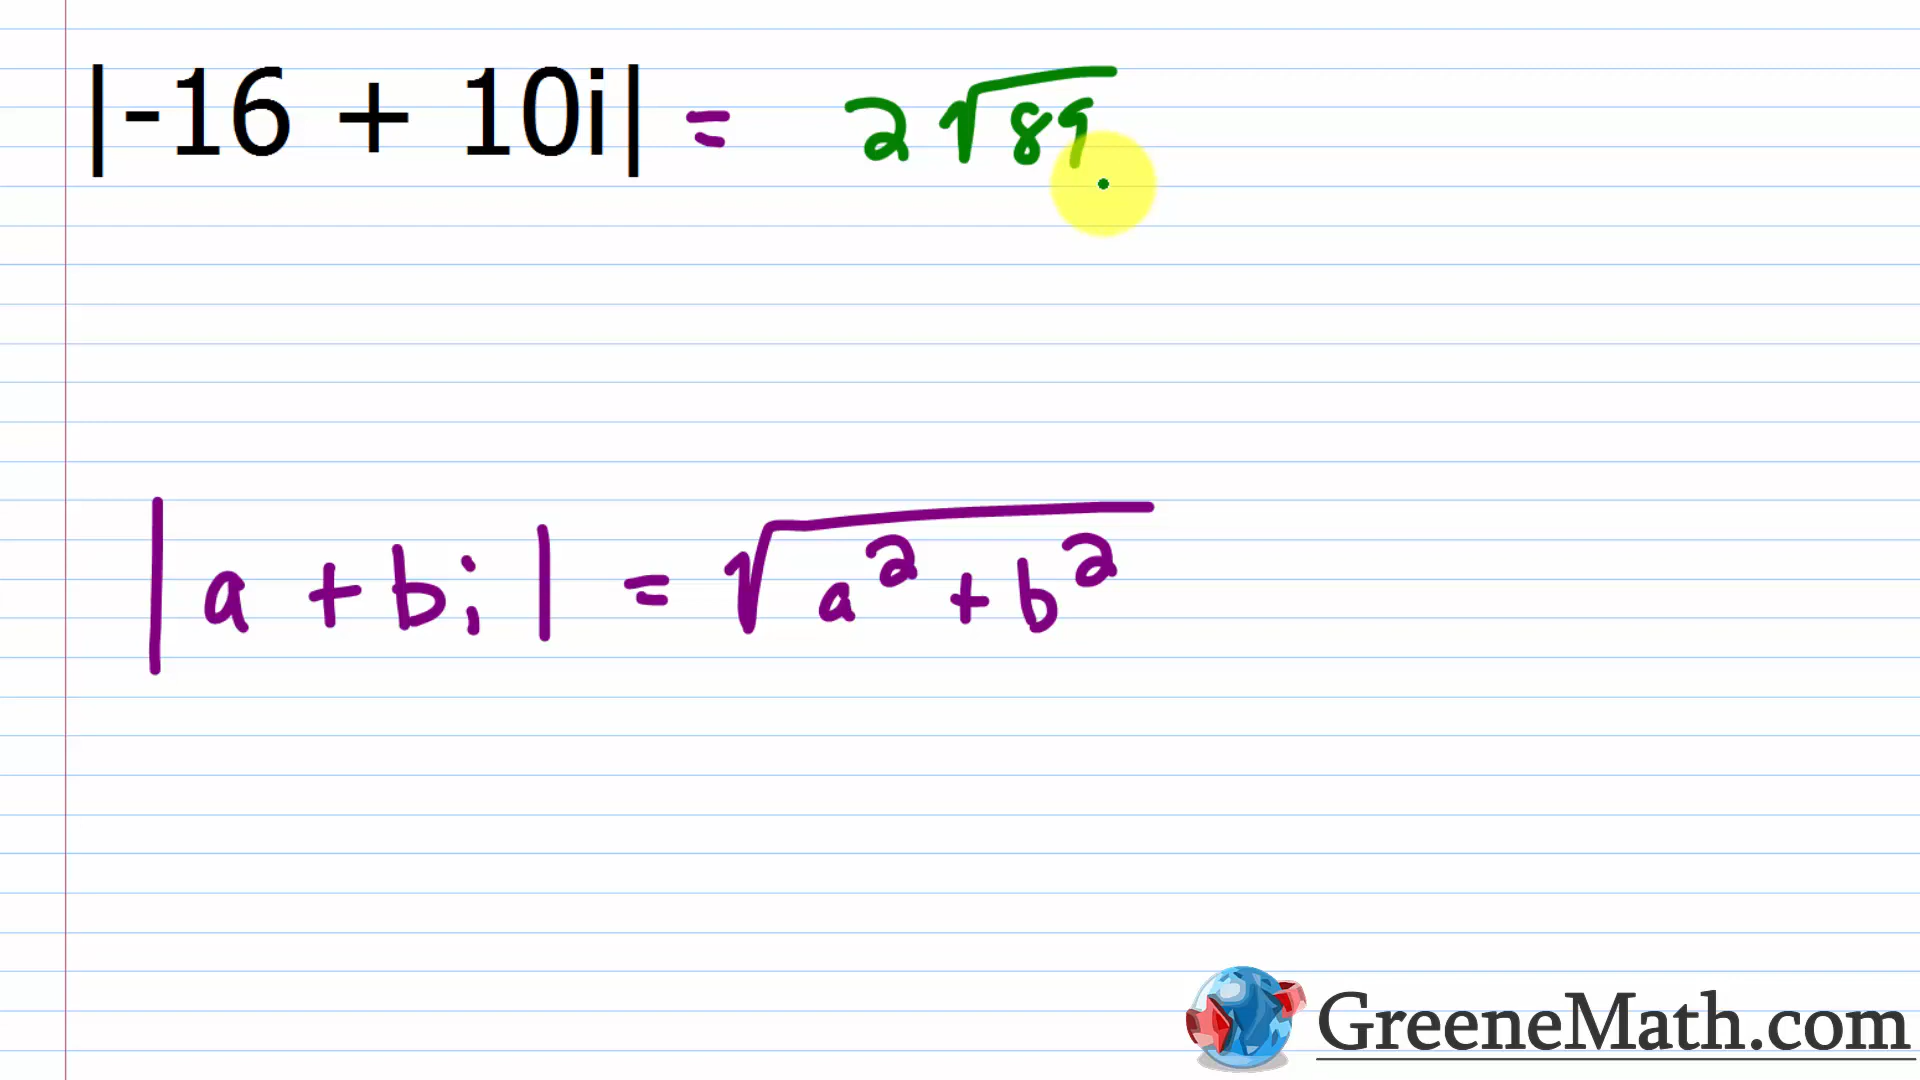 |-16 + 10i| = 2√89
|a + bi| = √a² + b²
GreeneMath.com